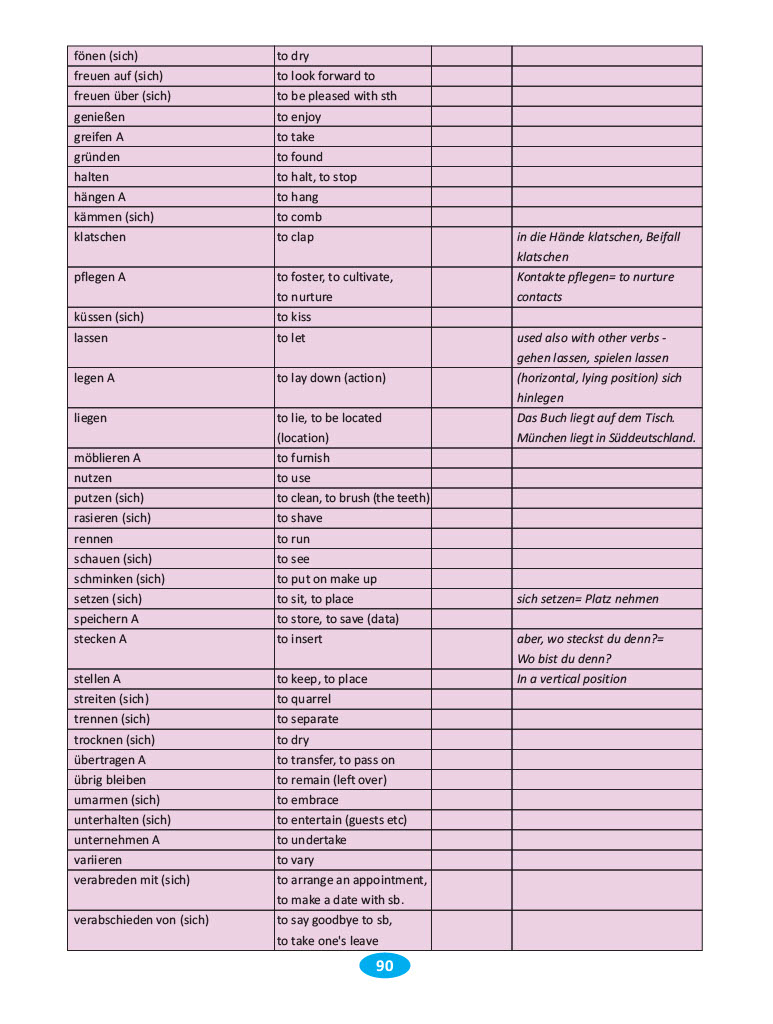 fönen (sich) to dry
freuen auf (sich) to look forward to
freuen über (sich) to be pleased with sth
genießen to enjoy
greifen A to take
gründen to found
halten to halt, to stop
hängen A to hang
kämmen (sich) to comb
klatschen to clap in die Hände klatschen, Beifall
klatschen
pflegen A to foster, to cultivate, Kontakte pflegen= to nurture
to nurture contacts
küssen (sich) to kiss
lassen to let used also with other verbs -
gehen lassen, spielen lassen
legen A to lay down (action) (horizontal, lying position) sich
hinlegen
liegen to lie, to be located Das Buch liegt auf dem Tisch.
(location) München liegt in Süddeutschland.
möblieren A to furnish
nutzen to use
putzen (sich) to clean, to brush (the teeth)
rasieren (sich) to shave
rennen to run
schauen (sich) to see
schminken (sich) to put on make up
setzen (sich) to sit, to place sich setzen= Platz nehmen
speichern A to store, to save (data)
stecken A to insert aber, wo steckst du denn?=
Wo bist du denn?
stellen A to keep, to place In a vertical position
streiten (sich) to quarrel
trennen (sich) to separate
trocknen (sich) to dry
übertragen A to transfer, to pass on
übrig bleiben to remain (left over)
umarmen (sich) to embrace
unterhalten (sich) to entertain (guests etc)
unternehmen A to undertake
variieren to vary
verabreden mit (sich) to arrange an appointment,
to make a date with sb.
verabschieden von (sich) to say goodbye to sb,
to take one's leave
90